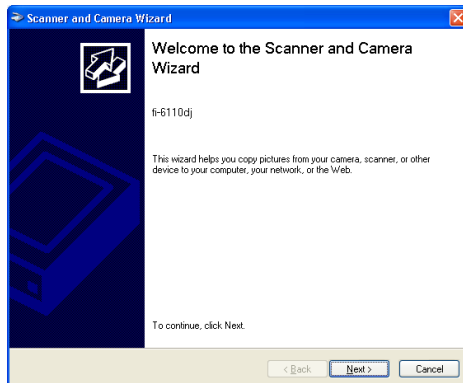 Scanner and Camera Wizard
Welcome to the Scanner and Camera
Wizard
fi-6110dj
This wizard helps you copy pictures from your camera, scanner, or other
device to your computer, your network, or the Web.
To continue, click Next.
< Back Next > Cancel